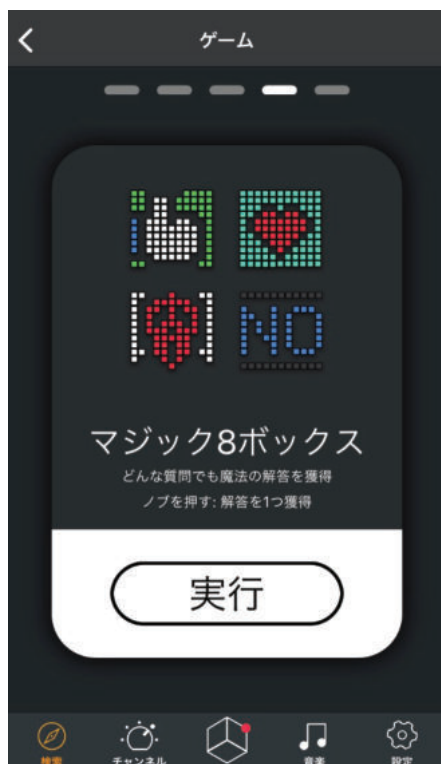 ゲーム
NO
マジック8ボックス
どんな質問でも魔法の解答を獲得
ノブを押す: 解答を1つ獲得
実行
検索
チャンネル
音楽
設定